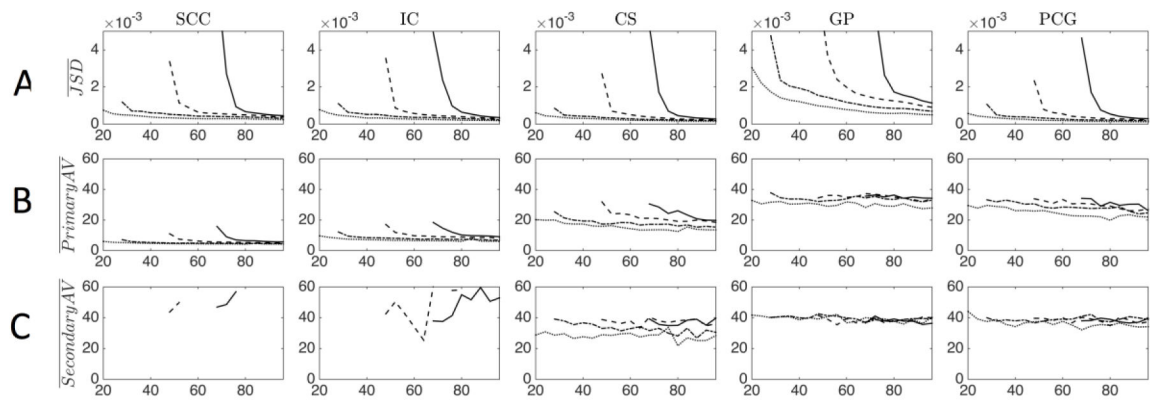 ×10⁻³ SCC ×10⁻³ IC ×10⁻³ CS ×10⁻³ GP ×10⁻³ PCG
A
JSD
4 4 4 4 4
2 2 2 2 2
0 0 0 0 0
20 40 60 80 20 40 60 80 20 40 60 80 20 40 60 80 20 40 60 80
B
PrimaryAV
60 60 60 60 60
40 40 40 40 40
20 20 20 20 20
0 0 0 0 0
20 40 60 80 20 40 60 80 20 40 60 80 20 40 60 80 20 40 60 80
C
SecondaryAV
60 60 60 60 60
40 40 40 40 40
20 20 20 20 20
0 0 0 0 0
20 40 60 80 20 40 60 80 20 40 60 80 20 40 60 80 20 40 60 80